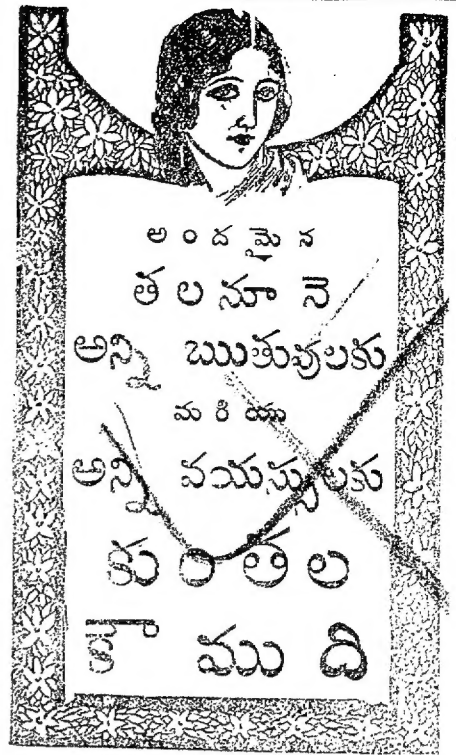 అందమైన
తలనూనె
అన్ని ఋతువులకు
మరియు
అన్ని వయస్సులకు
కుంతల
కౌముది